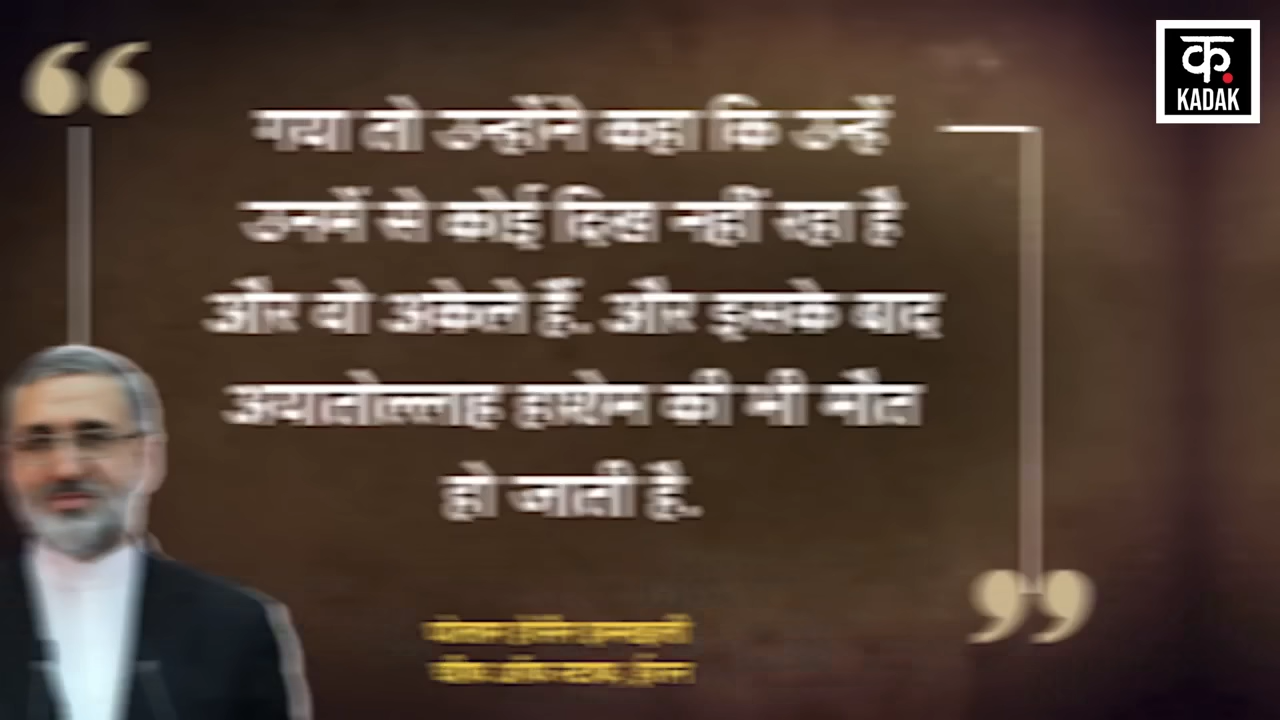 क.
KADAK
गया तो उन्होंने कहा कि उन्हें
उनमें से कोई दिख नहीं रहा है
और वो अकेले हैं. और इसके बाद
अयातोल्लाह हाशेम की भी मौत
हो जाती है.